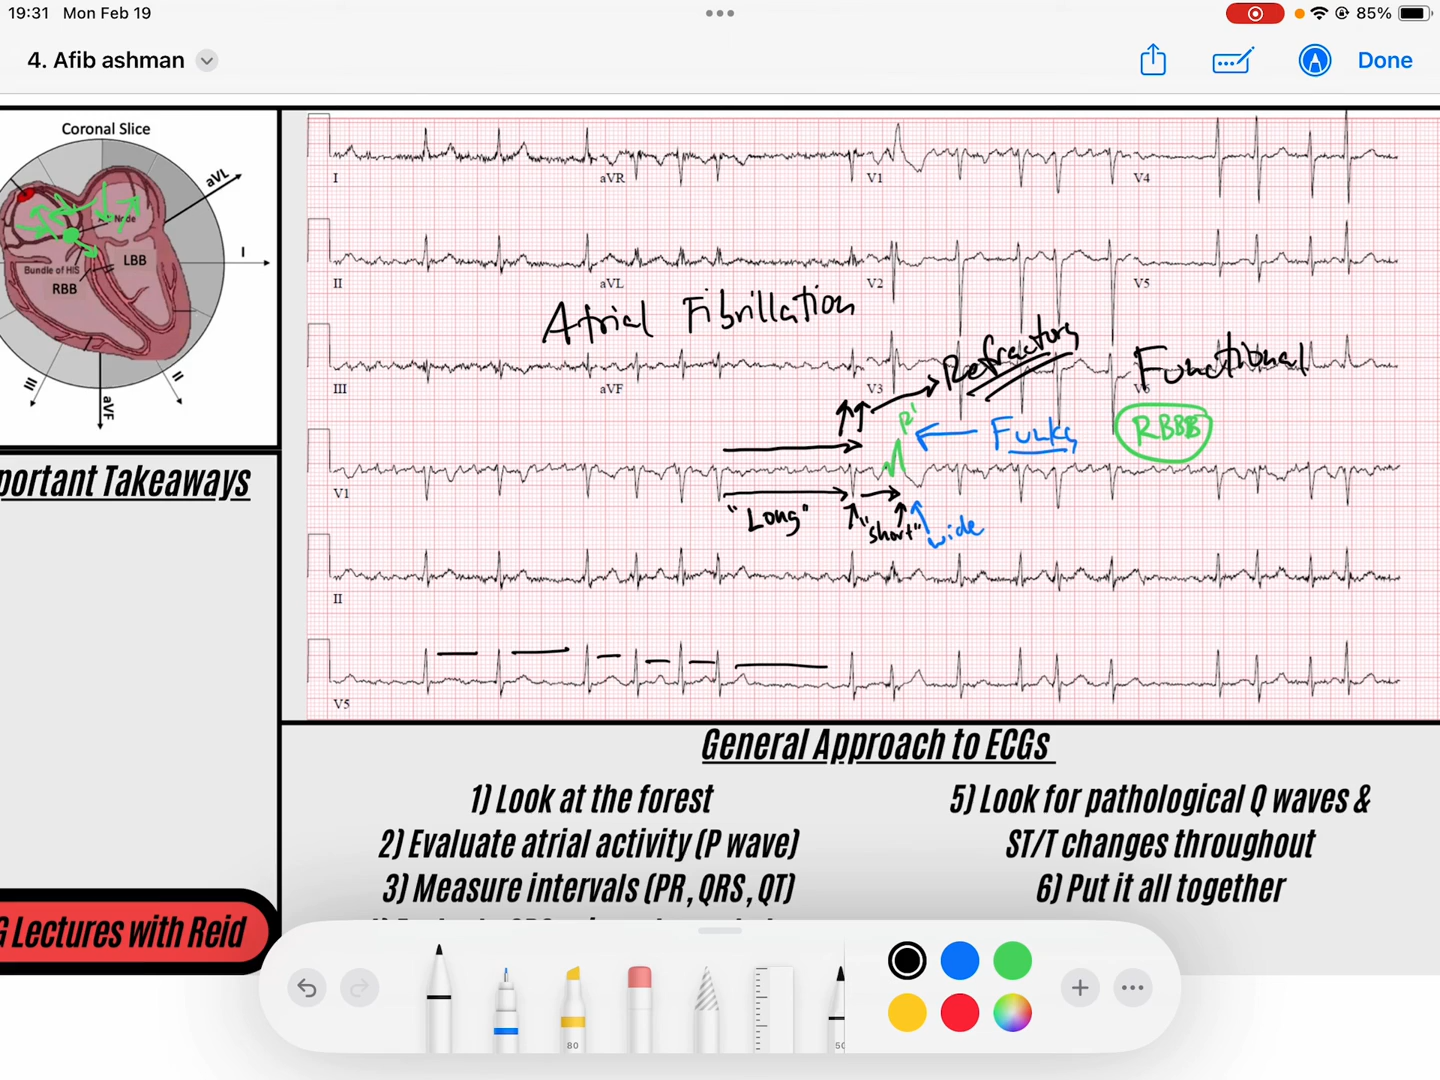 19:31 Mon Feb 19
85%
4. Afib ashman
Done
Coronal Slice
aVL
Node
I
LBB
Bundle of HIS
RBB
III
aVF
II
I
aVR
V1
V4
II
aVL
V2
V5
Atrial Fibrillation
Refractory
Functional
III
aVF
V3
V6
R'
Funky
RBBB
V1
"Long"
"short"
wide
II
V5
portant Takeaways
General Approach to ECGs
1) Look at the forest
2) Evaluate atrial activity (P wave)
3) Measure intervals (PR, QRS, QT)
5) Look for pathological Q waves &
ST/T changes throughout
6) Put it all together
G Lectures with Reid
80
50